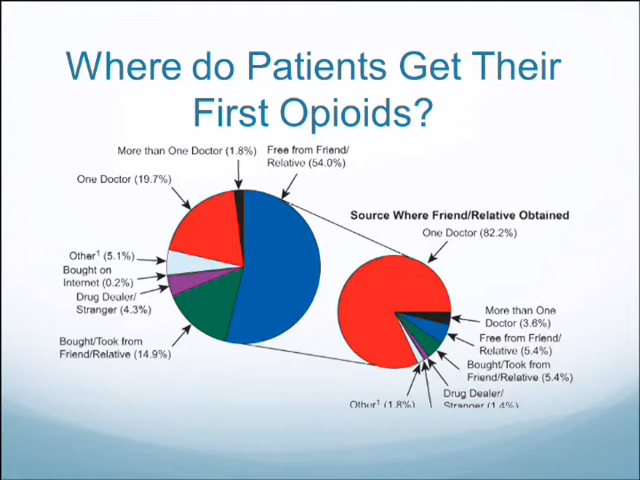 Where do Patients Get Their
First Opioids?
More than One Doctor (1.8%)
Free from Friend/
Relative (54.0%)
One Doctor (19.7%)
Source Where Friend/Relative Obtained
One Doctor (82.2%)
Other¹ (5.1%)
Bought on
Internet (0.2%)
Drug Dealer/
Stranger (4.3%)
Bought/Took from
Friend/Relative (14.9%)
More than One
Doctor (3.6%)
Free from Friend/
Relative (5.4%)
Bought/Took from
Friend/Relative (5.4%)
Drug Dealer/
Stranger (1.4%)
Other¹ (1.8%)